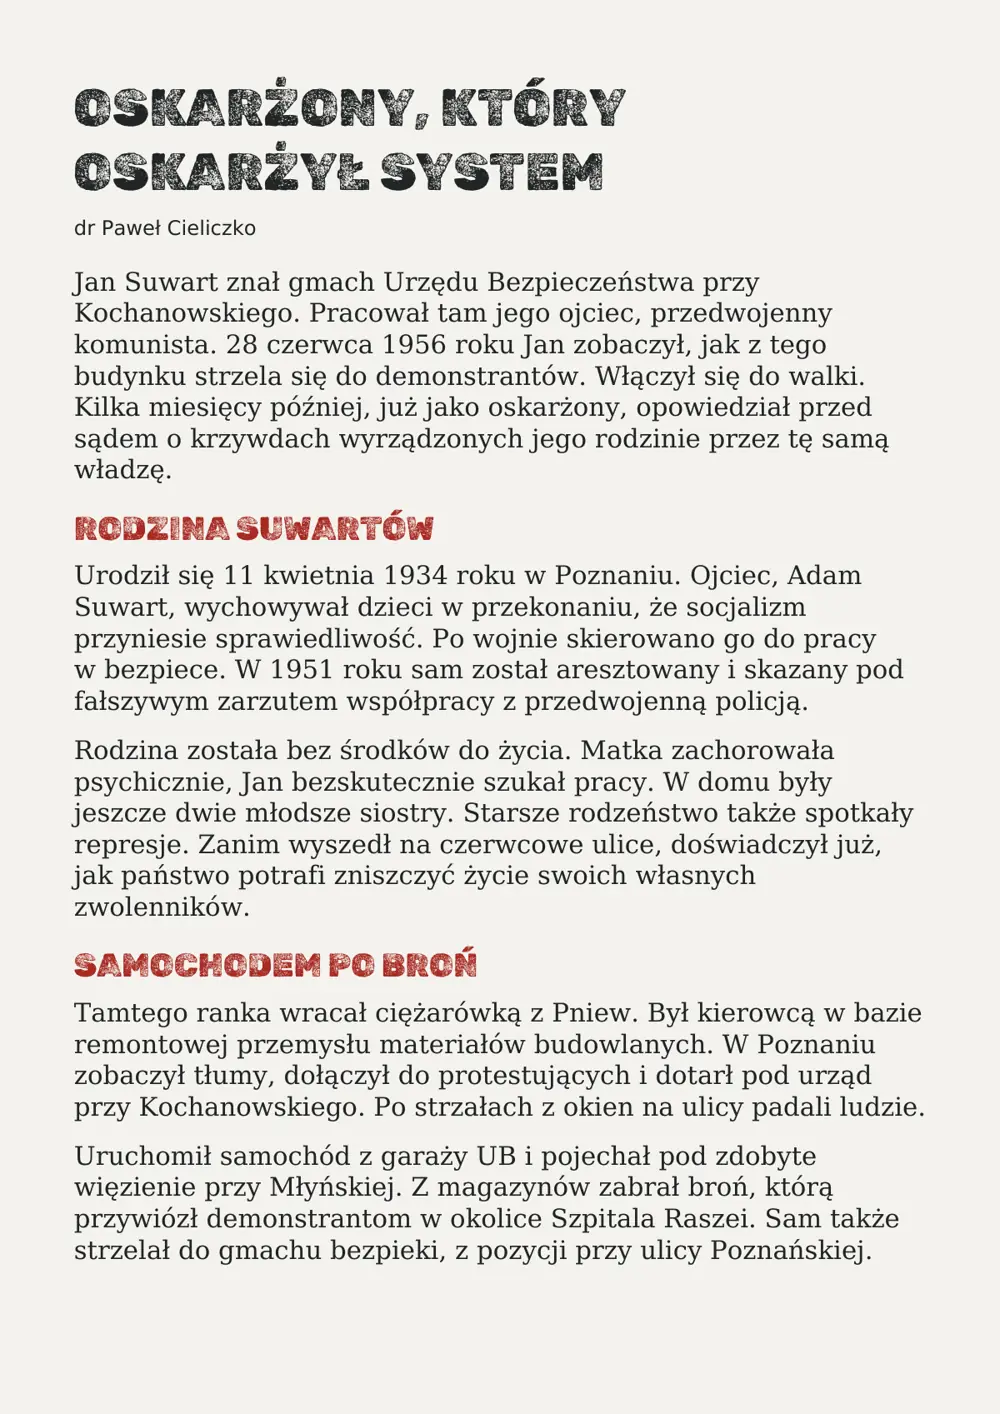 OSKARŻONY, KTÓRY
OSKARŻYŁ SYSTEM
dr Paweł Cieliczko
Jan Suwart znał gmach Urzędu Bezpieczeństwa przy
Kochanowskiego. Pracował tam jego ojciec, przedwojenny
komunista. 28 czerwca 1956 roku Jan zobaczył, jak z tego
budynku strzela się do demonstrantów. Włączył się do walki.
Kilka miesięcy później, już jako oskarżony, opowiedział przed
sądem o krzywdach wyrządzonych jego rodzinie przez tę samą
władzę.
RODZINA SUWARTÓW
Urodził się 11 kwietnia 1934 roku w Poznaniu. Ojciec, Adam
Suwart, wychowywał dzieci w przekonaniu, że socjalizm
przyniesie sprawiedliwość. Po wojnie skierowano go do pracy
w bezpiece. W 1951 roku sam został aresztowany i skazany pod
fałszywym zarzutem współpracy z przedwojenną policją.
Rodzina została bez środków do życia. Matka zachorowała
psychicznie, Jan bezskutecznie szukał pracy. W domu były
jeszcze dwie młodsze siostry. Starsze rodzeństwo także spotkały
represje. Zanim wyszedł na czerwcowe ulice, doświadczył już,
jak państwo potrafi zniszczyć życie swoich własnych
zwolenników.
SAMOCHODEM PO BROŃ
Tamtego ranka wracał ciężarówką z Pniew. Był kierowcą w bazie
remontowej przemysłu materiałów budowlanych. W Poznaniu
zobaczył tłumy, dołączył do protestujących i dotarł pod urząd
przy Kochanowskiego. Po strzałach z okien na ulicy padali ludzie.
Uruchomił samochód z garaży UB i pojechał pod zdobyte
więzienie przy Młyńskiej. Z magazynów zabrał broń, którą
przywiózł demonstrantom w okolice Szpitala Raszei. Sam także
strzelał do gmachu bezpieki, z pozycji przy ulicy Poznańskiej.